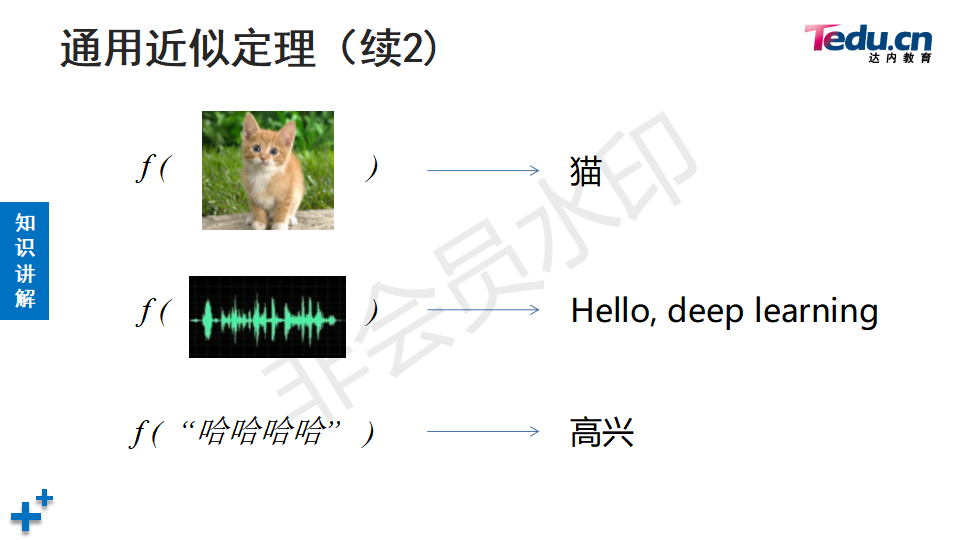 通用近似定理（续2)
Tedu.cn
达内教育
知识讲解
f ( ) 猫
f ( ) Hello, deep learning
f ( “哈哈哈哈” ) 高兴
非会员水印